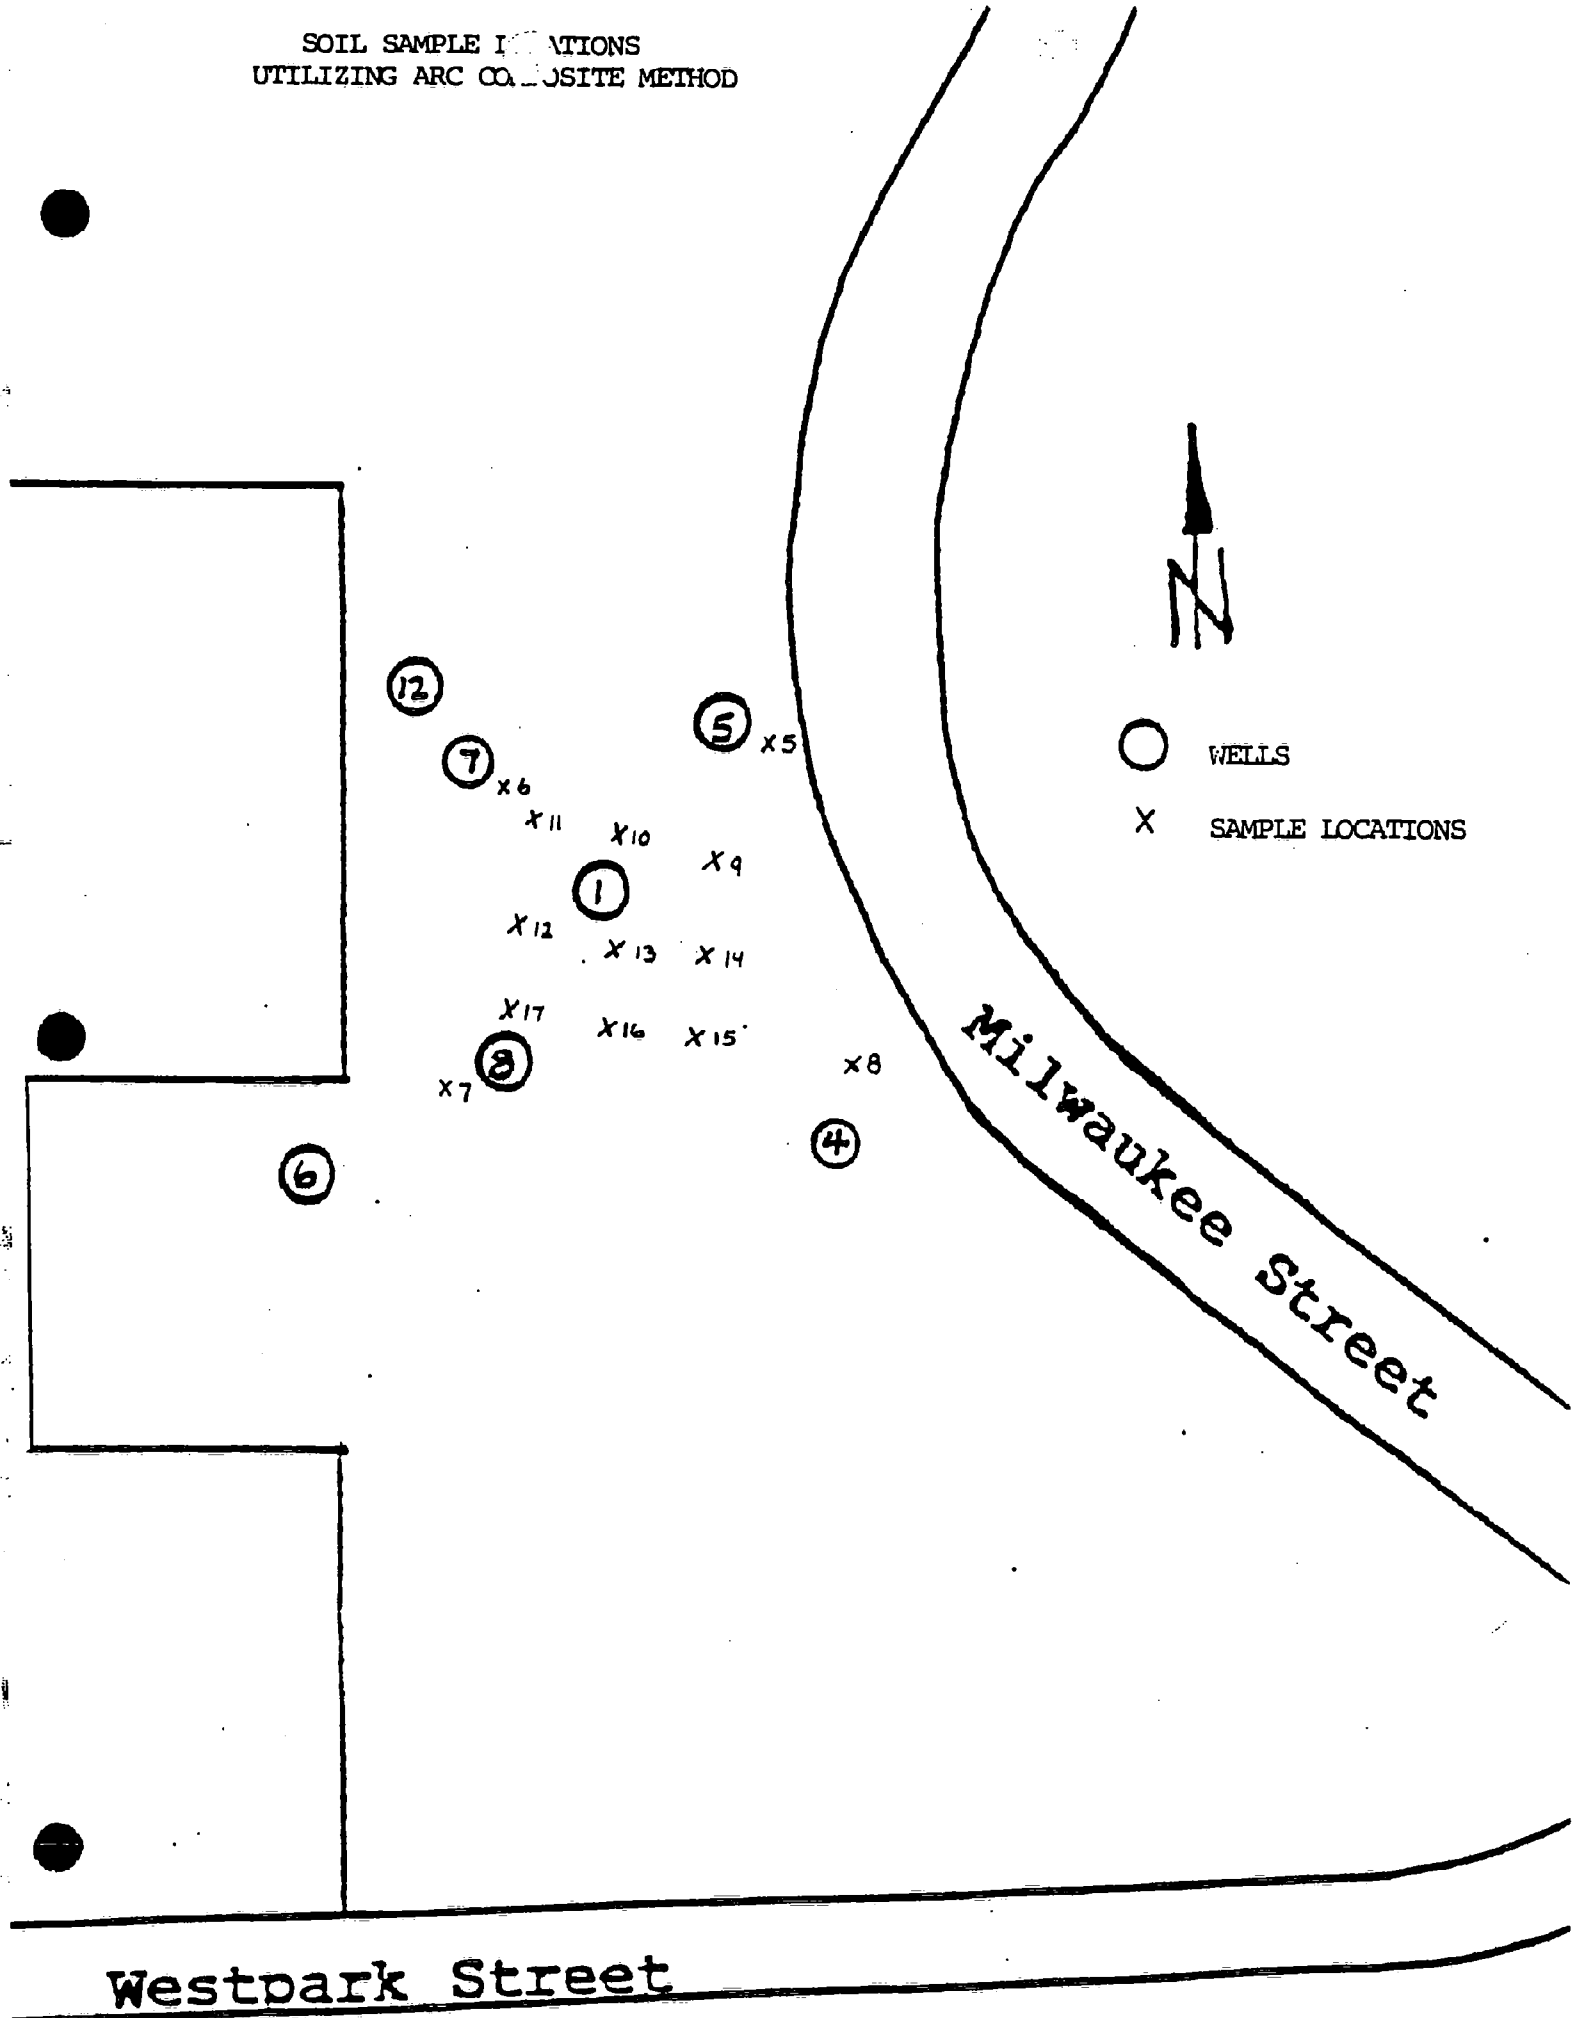 SOIL SAMPLE
UTILIZING ARC METHOD
N
12
5
x5
7
x6
WELLS
x11
x10
X SAMPLE LOCATIONS
x9
1
x12
x13
x14
x17
x16
x15
8
x8
x7
4
6
Milwaukee Street
Westpark Street